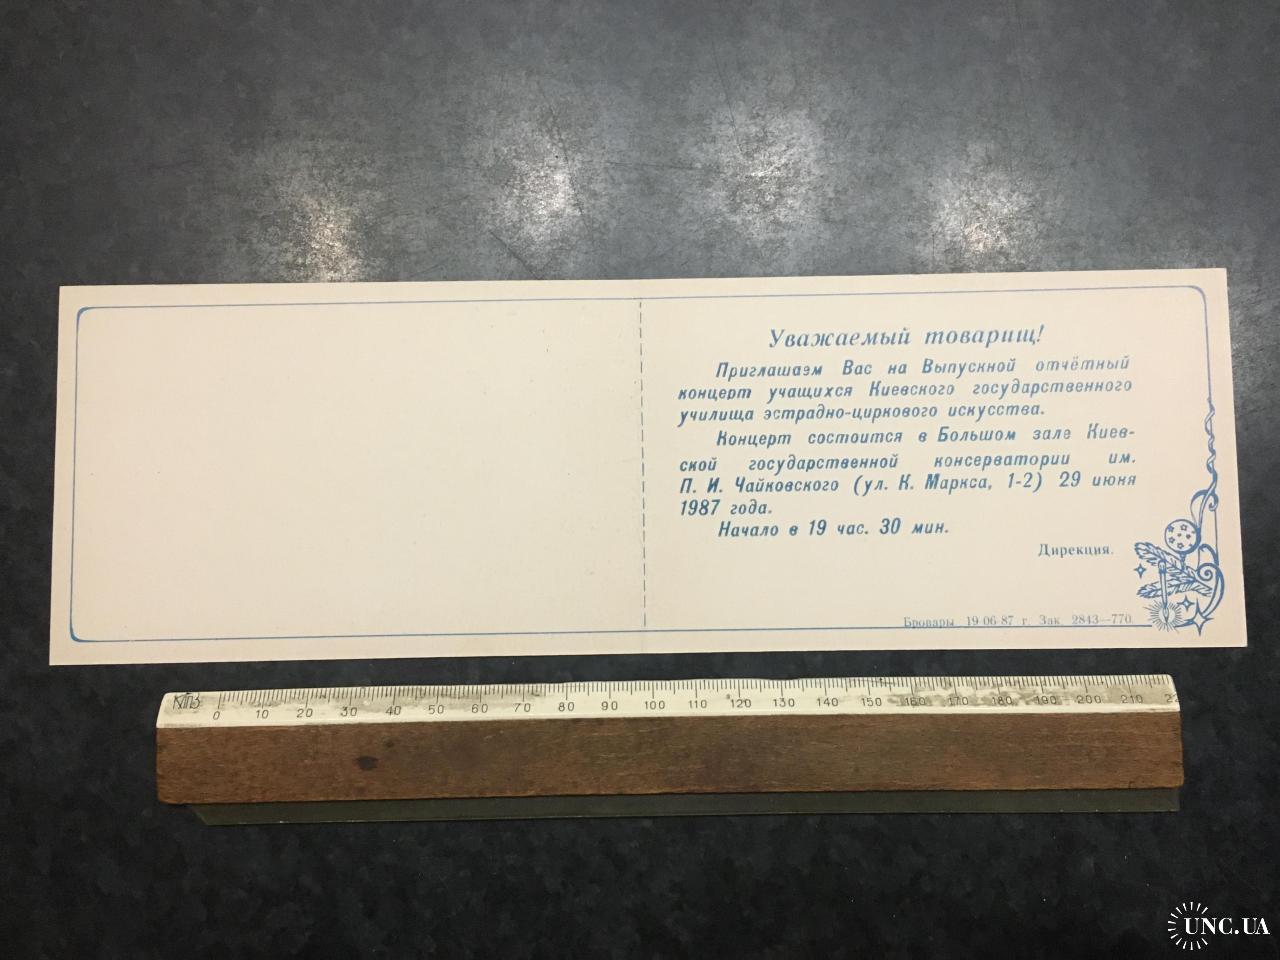 Уважаемый товарищ!
Приглашаэм Вас на Выпускной отчётный
концерт учащихся Киевского государственного
училища эстрадно-циркового искусства.
Концерт состоится в Большом зале Киев-
ской государственной консерватории им.
П. И. Чайковского (ул. К. Маркса, 1-2) 29 июня
1987 года.
Начало в 19 час. 30 мин.
Дирекция.
Бровары 19-06-87 г. Зак. 2843—770.
0 10 20 30 40 50 60 70 80 90 100 110 120 130 140 150 160 170 180 190 200 210
UNC.UA